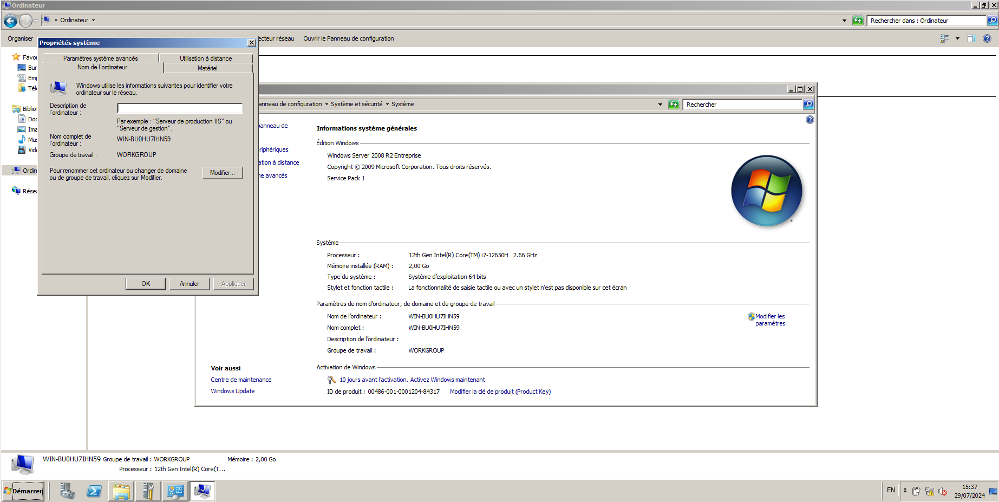 Ordinateur
Ordinateur
Rechercher dans : Ordinateur
Organiser
ecteur réseau
Ouvrir le Panneau de configuration
Favor
Bur
Emp
Télé
Bibliot
Doc
Ima
Mus
Vidé
Ordin
Résea
Propriétés système
Paramètres système avancés
Utilisation à distance
Nom de l'ordinateur
Matériel
Windows utilise les informations suivantes pour identifier votre
ordinateur sur le réseau.
Description de
l'ordinateur :
Par exemple : "Serveur de production IIS" ou
"Serveur de gestion".
Nom complet de
l'ordinateur :
WIN-BU0HU7IHN59
Groupe de travail :
WORKGROUP
Pour renommer cet ordinateur ou changer de domaine
ou de groupe de travail, cliquez sur Modifier.
Modifier...
OK
Annuler
Appliquer
anneau de configuration
Système et sécurité
Système
Rechercher
panneau de
ériphériques
ation à distance
me avancés
Informations système générales
Édition Windows
Windows Server 2008 R2 Entreprise
Copyright © 2009 Microsoft Corporation. Tous droits réservés.
Service Pack 1
Système
Processeur : 12th Gen Intel(R) Core(TM) i7-12650H 2.66 GHz
Mémoire installée (RAM) : 2,00 Go
Type du système : Système d'exploitation 64 bits
Stylet et fonction tactile : La fonctionnalité de saisie tactile ou avec un stylet n'est pas disponible sur cet écran
Paramètres de nom d'ordinateur, de domaine et de groupe de travail
Nom de l'ordinateur : WIN-BU0HU7IHN59
Modifier les
paramètres
Nom complet : WIN-BU0HU7IHN59
Description de l'ordinateur :
Groupe de travail : WORKGROUP
Activation de Windows
10 jours avant l'activation. Activez Windows maintenant
ID de produit : 00486-001-0001204-84317 Modifier la clé de produit (Product Key)
Voir aussi
Centre de maintenance
Windows Update
WIN-BU0HU7IHN59 Groupe de travail : WORKGROUP Mémoire : 2,00 Go
Processeur : 12th Gen Intel(R) Core(T...
Démarrer
EN
15:37
29/07/2024